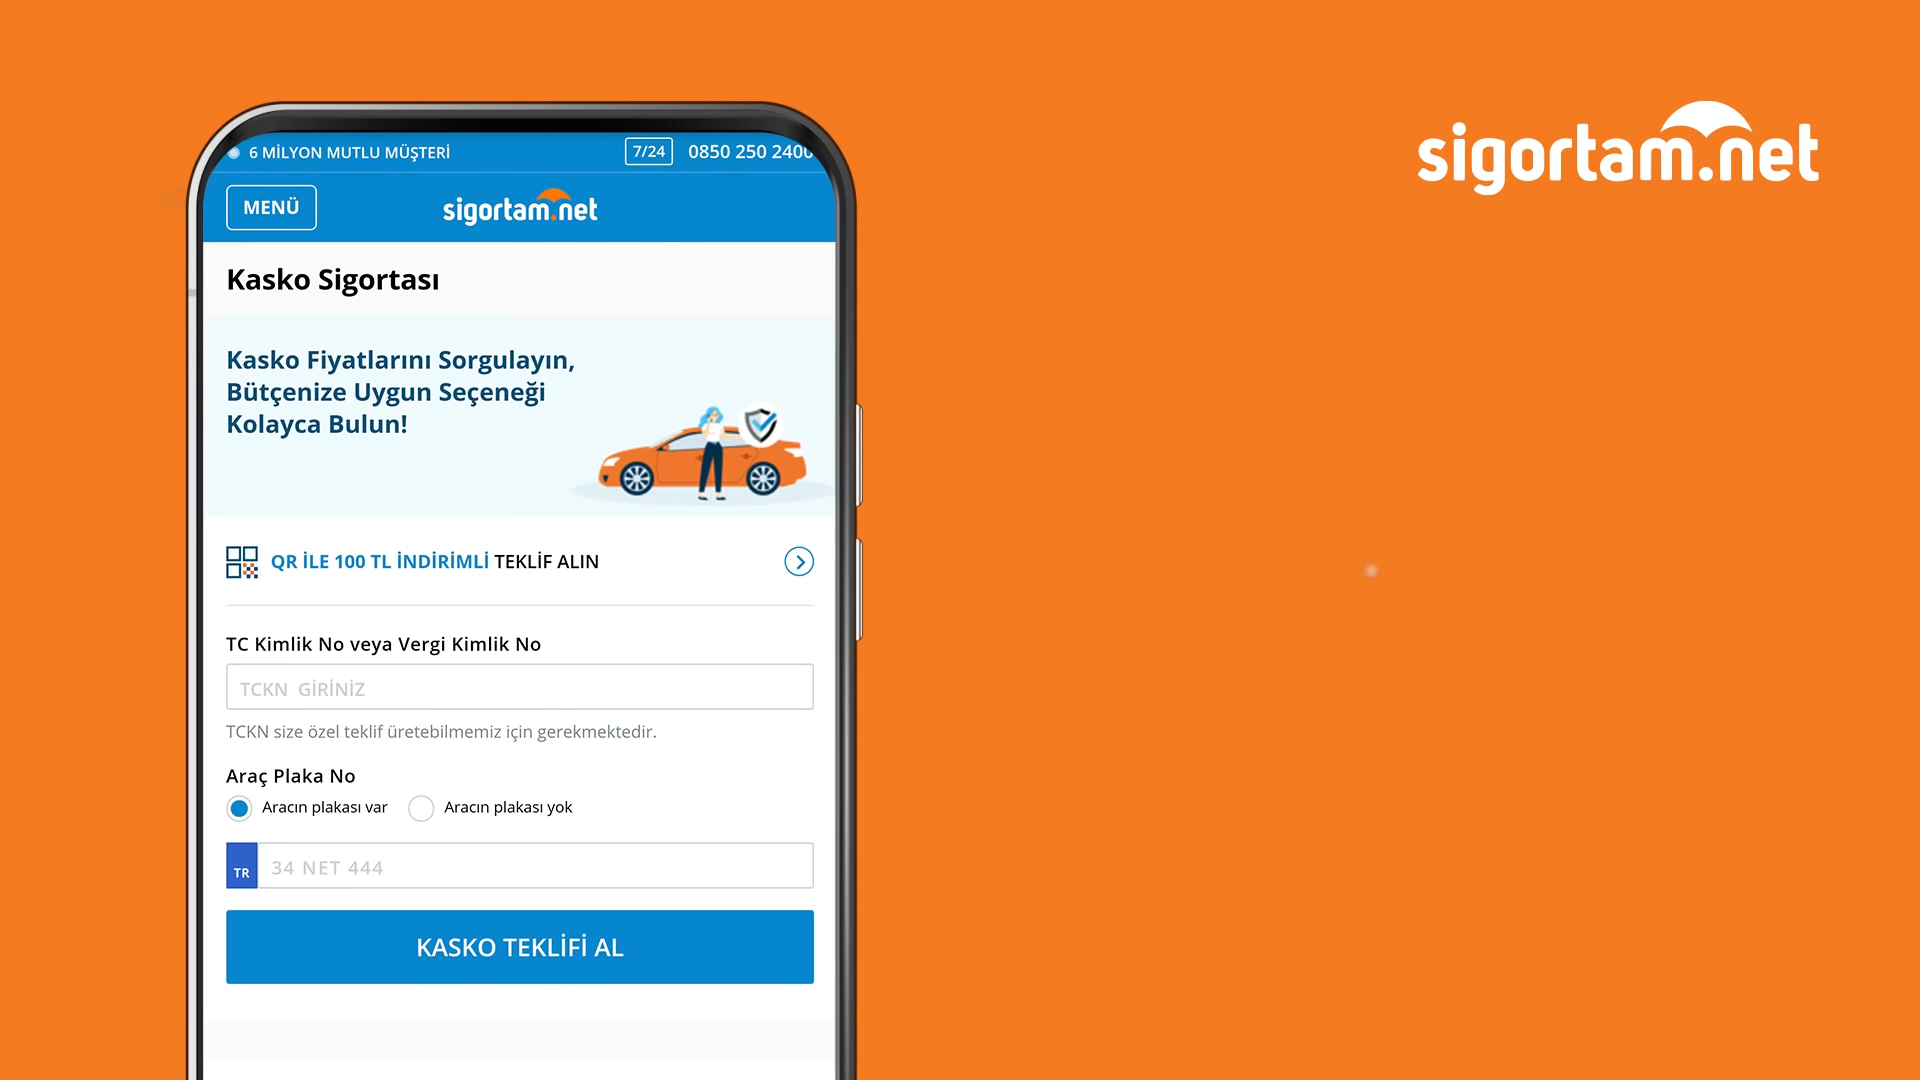 6 MİLYON MUTLU MÜŞTERİ
7/24
0850 250 2400
MENÜ
sigortam.net
Kasko Sigortası
Kasko Fiyatlarını Sorgulayın,
Bütçenize Uygun Seçeneği
Kolayca Bulun!
QR İLE 100 TL İNDİRİMLİ TEKLİF ALIN
TC Kimlik No veya Vergi Kimlik No
TCKN GİRİNİZ
TCKN size özel teklif üretebilmemiz için gerekmektedir.
Araç Plaka No
Aracın plakası var
Aracın plakası yok
TR
34 NET 444
KASKO TEKLİFİ AL
sigortam.net